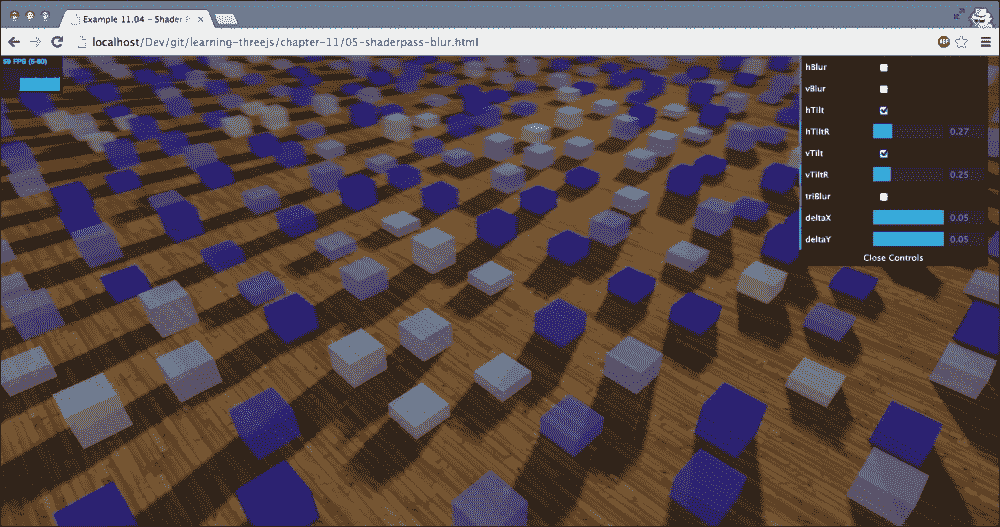 Example 11.04 - Shader P
localhost/Dev/git/learning-threejs/chapter-11/05-shaderpass-blur.html
ABP
59 FPS (5-60)
hBlur
vBlur
hTilt
hTiltR 0.27
vTilt
vTiltR 0.25
triBlur
deltaX 0.05
deltaY 0.05
Close Controls